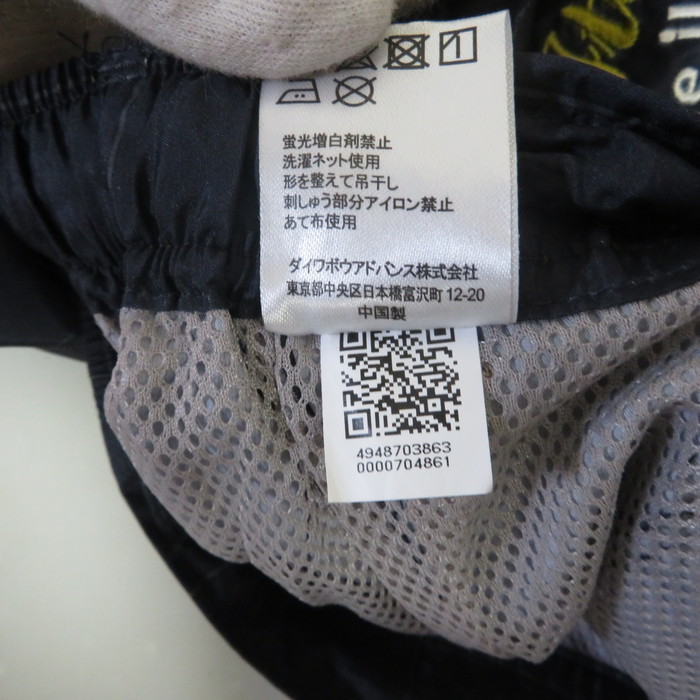 蛍光増白剤禁止
洗濯ネット使用
形を整えて吊干し
刺しゅう部分アイロン禁止
あて布使用
ダイワボウアドバンス株式会社
東京都中央区日本橋富沢町12-20
中国製
4948703863
0000704861